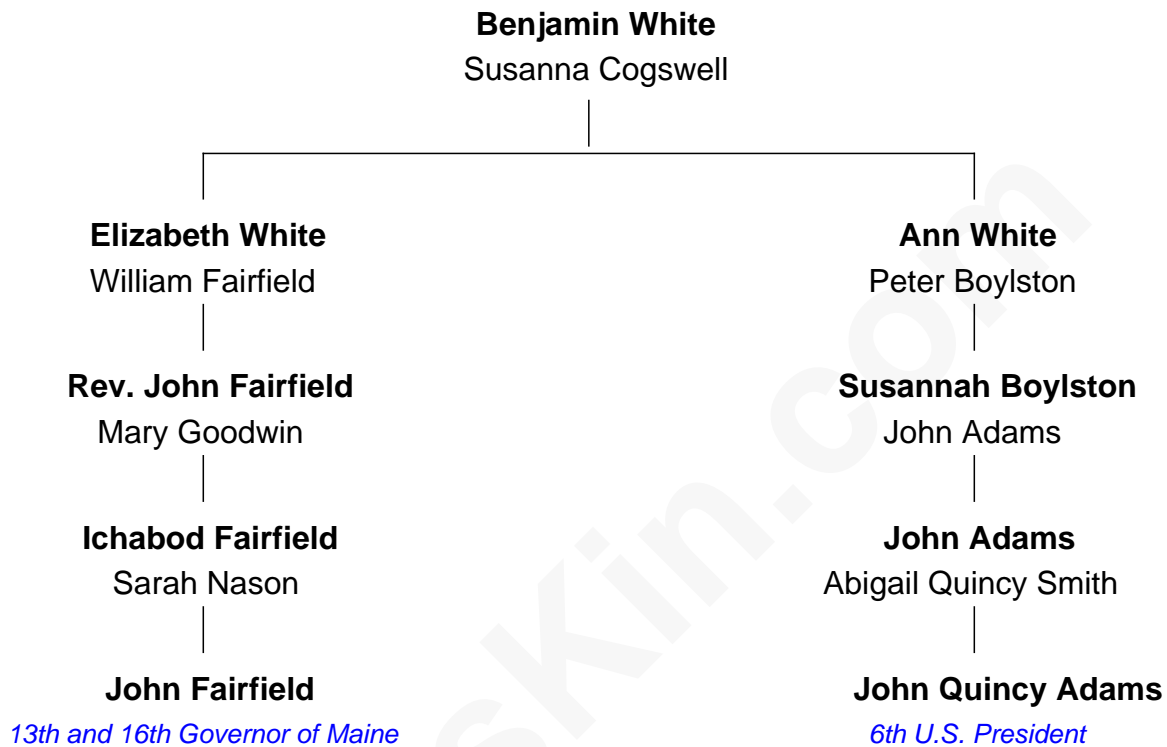 Benjamin White
Susanna Cogswell
Elizabeth White
William Fairfield
Ann White
Peter Boylston
Rev. John Fairfield
Mary Goodwin
Susannah Boylston
John Adams
Ichabod Fairfield
Sarah Nason
John Adams
Abigail Quincy Smith
John Fairfield
13th and 16th Governor of Maine
John Quincy Adams
6th U.S. President
sKin.com